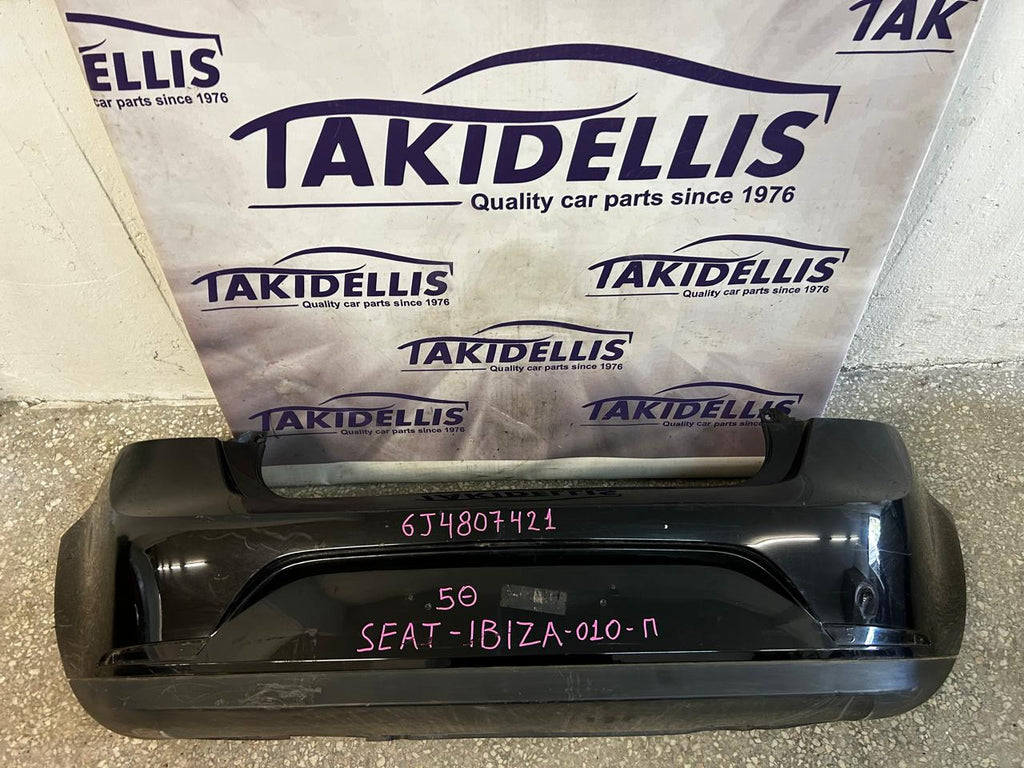 ELLIS
car parts since 1976
TAK
TAKIDELLIS
Quality car parts since 1976
TAKIDELLIS
Quality car parts since 1976
TAKIDELLIS
Quality car parts since 1976
TAKIDELLIS
Quality car parts since 1976
TAKIDELLIS
Quality car parts since 1976
TAKIDELLIS
Quality car parts since 1976
6J4807421
5Θ
SEAT-IBIZA-010-Π